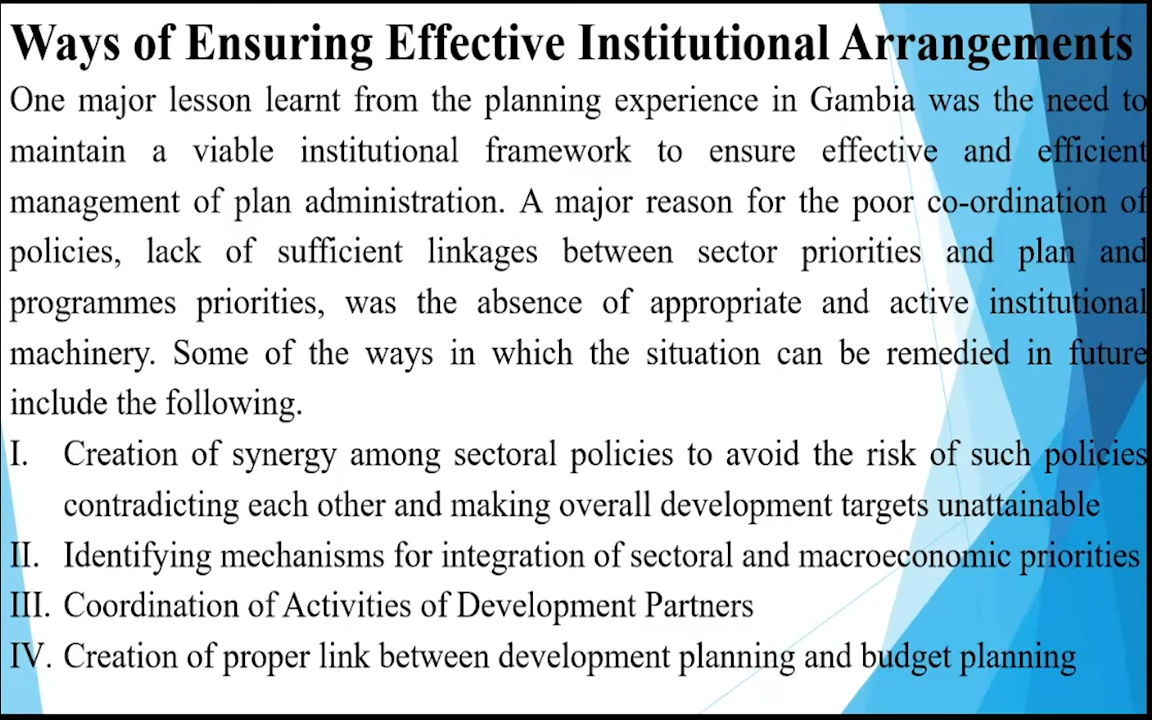 Ways of Ensuring Effective Institutional Arrangements
One major lesson learnt from the planning experience in Gambia was the need to
maintain a viable institutional framework to ensure effective and efficient
management of plan administration. A major reason for the poor co-ordination of
policies, lack of sufficient linkages between sector priorities and plan and
programmes priorities, was the absence of appropriate and active institutional
machinery. Some of the ways in which the situation can be remedied in future
include the following.
I. Creation of synergy among sectoral policies to avoid the risk of such policies
contradicting each other and making overall development targets unattainable
II. Identifying mechanisms for integration of sectoral and macroeconomic priorities
III. Coordination of Activities of Development Partners
IV. Creation of proper link between development planning and budget planning